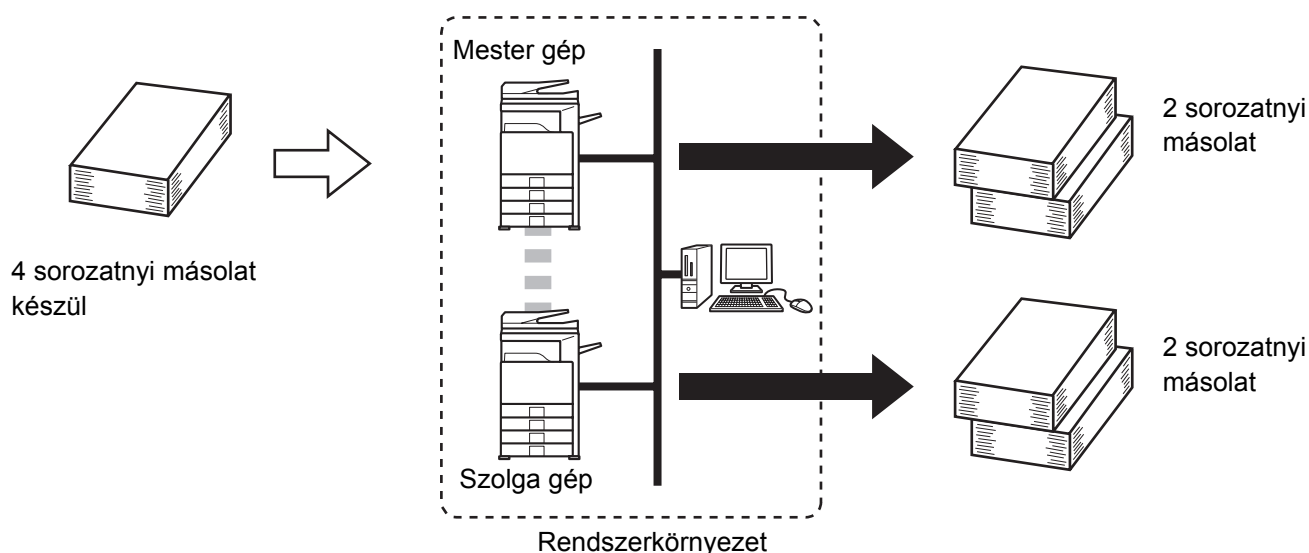 Mester gép
4 sorozatnyi másolat
készül
2 sorozatnyi
másolat
2 sorozatnyi
másolat
Szolga gép
Rendszerkörnyezet